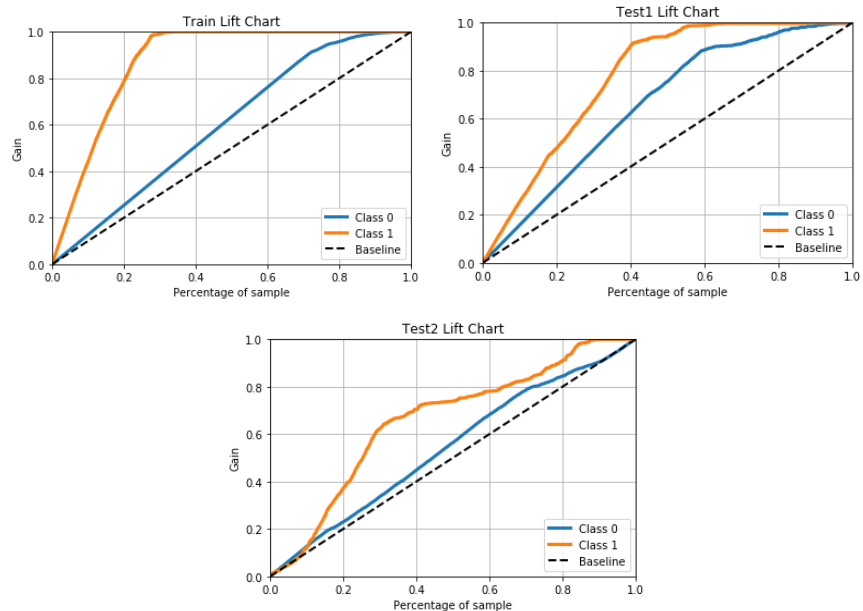 Train Lift Chart
1.0
0.8
0.6
0.4
0.2
0.0
Gain
0.0 0.2 0.4 0.6 0.8 1.0
Percentage of sample
Class 0
Class 1
Baseline
Test1 Lift Chart
1.0
0.8
0.6
0.4
0.2
0.0
Gain
0.0 0.2 0.4 0.6 0.8 1.0
Percentage of sample
Class 0
Class 1
Baseline
Test2 Lift Chart
1.0
0.8
0.6
0.4
0.2
0.0
Gain
0.0 0.2 0.4 0.6 0.8 1.0
Percentage of sample
Class 0
Class 1
Baseline